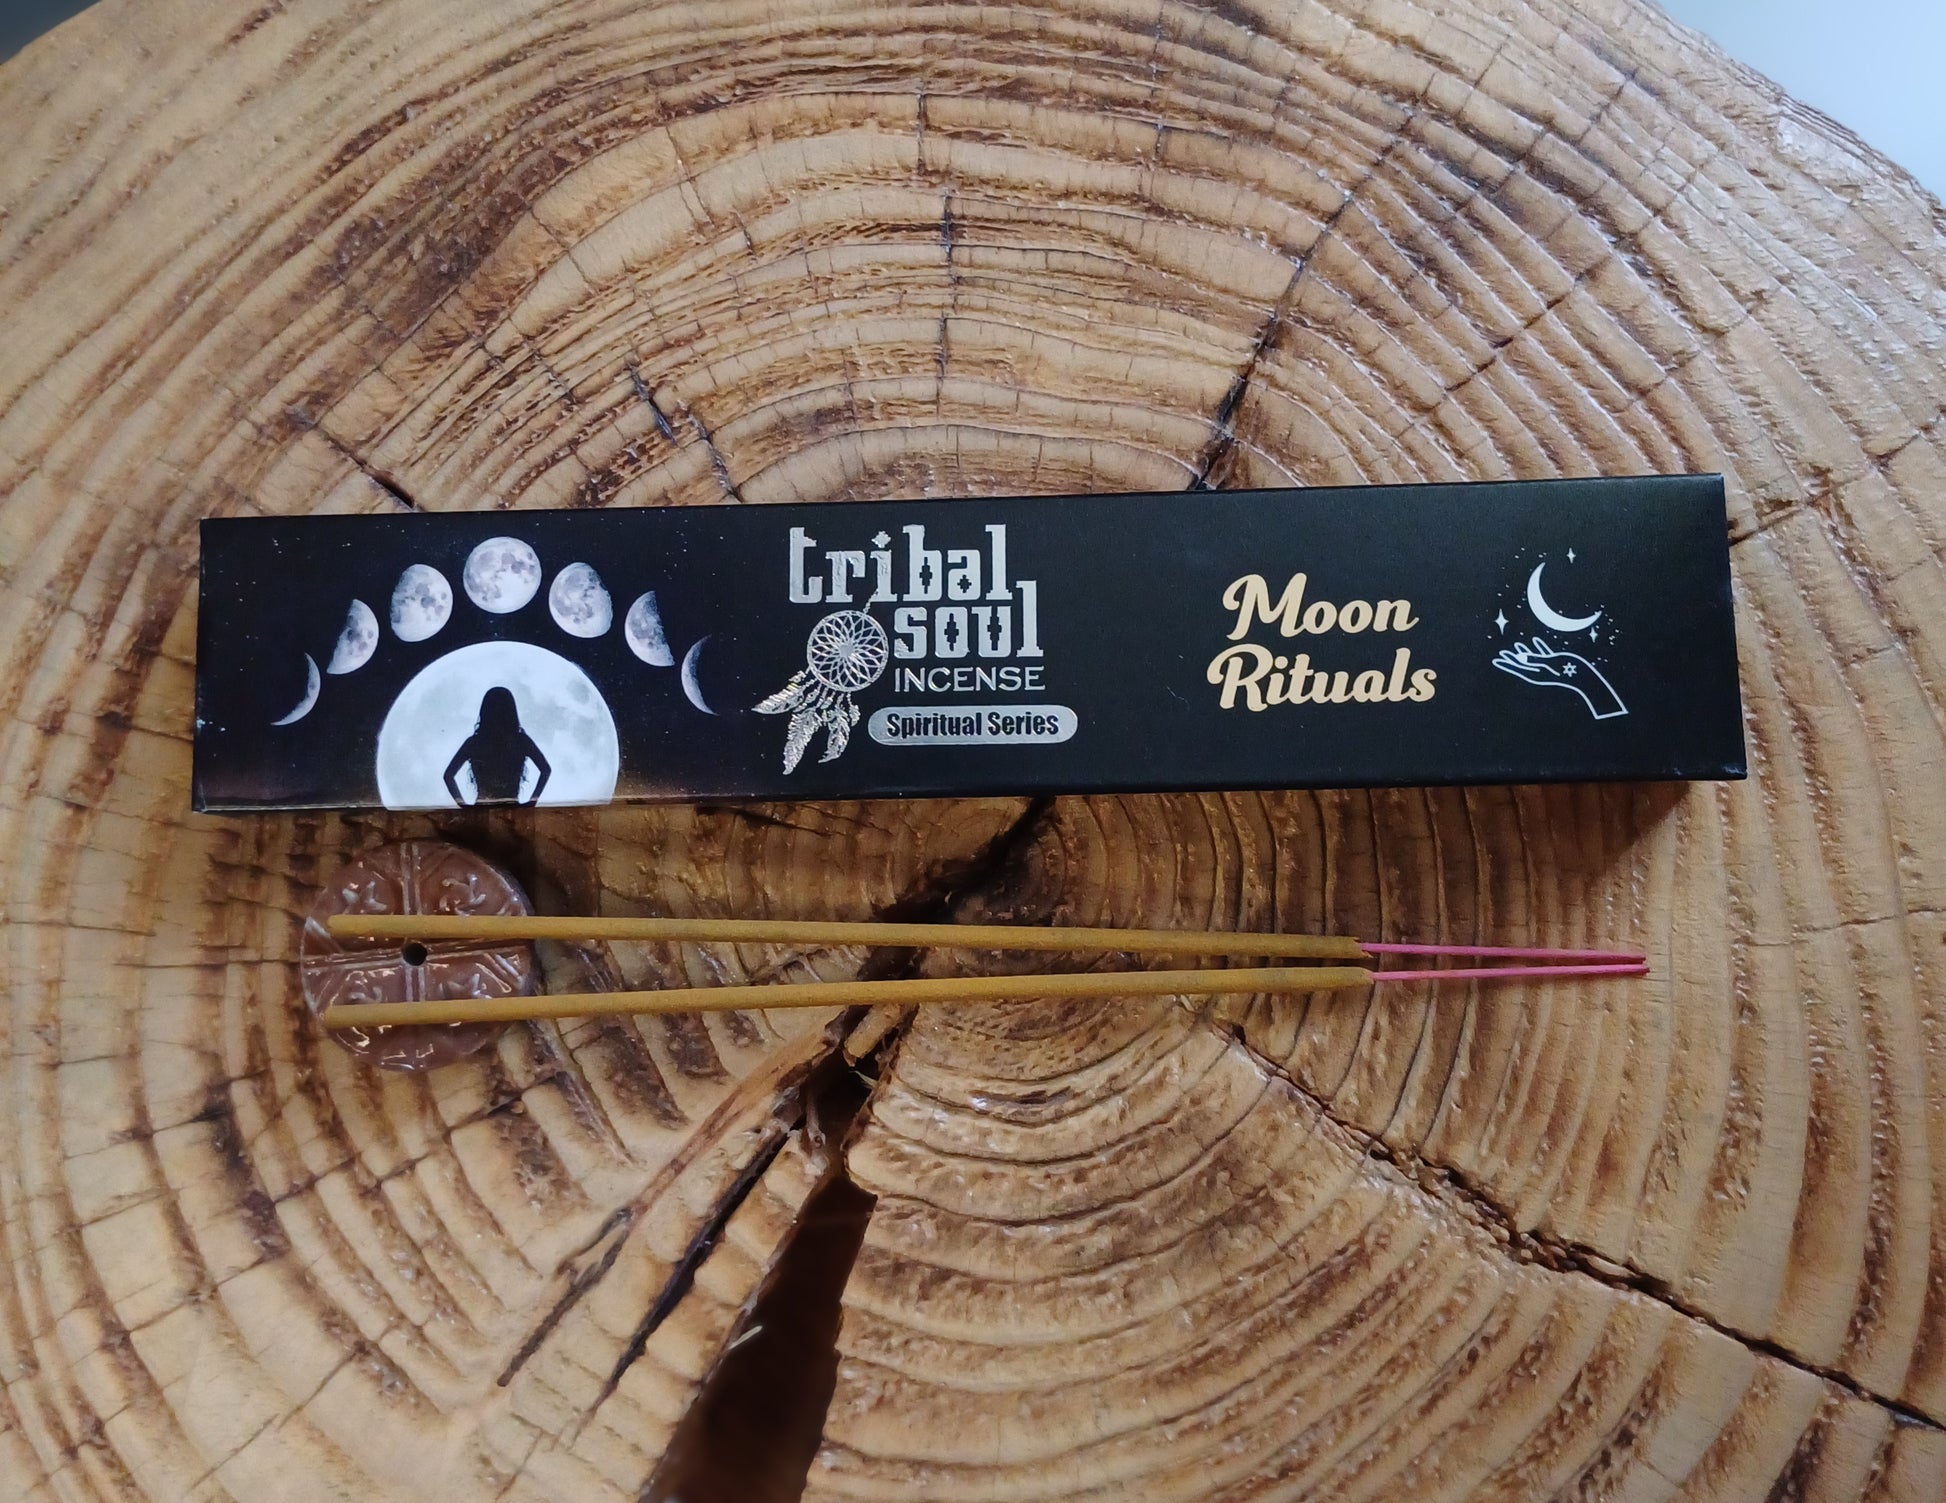 tribal
soul
INCENSE
Spiritual Series
Moon
Rituals